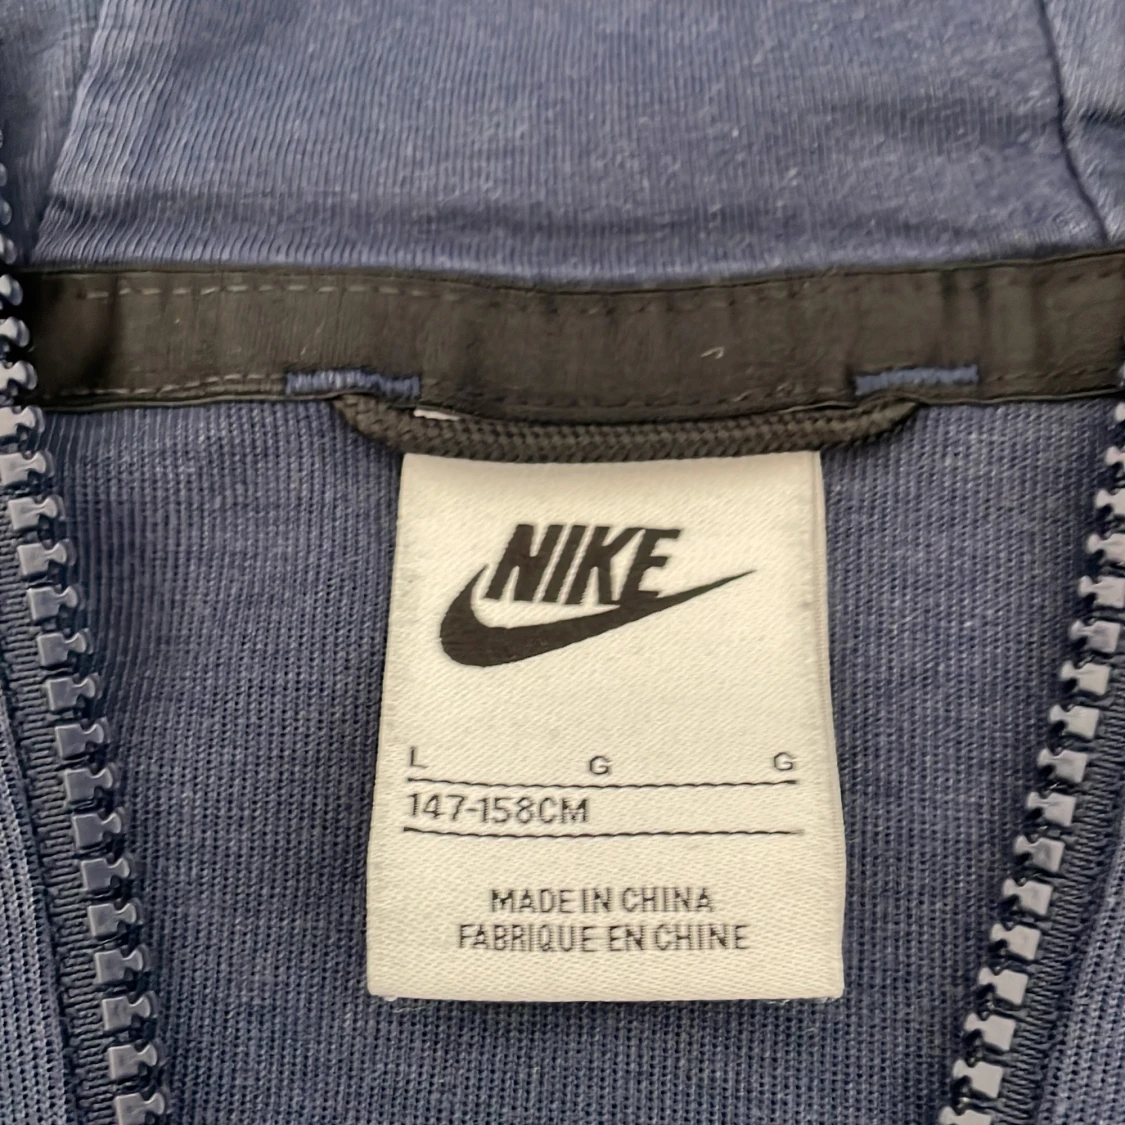 NIKE
L G G
147-158CM
MADE IN CHINA
FABRIQUE EN CHINE